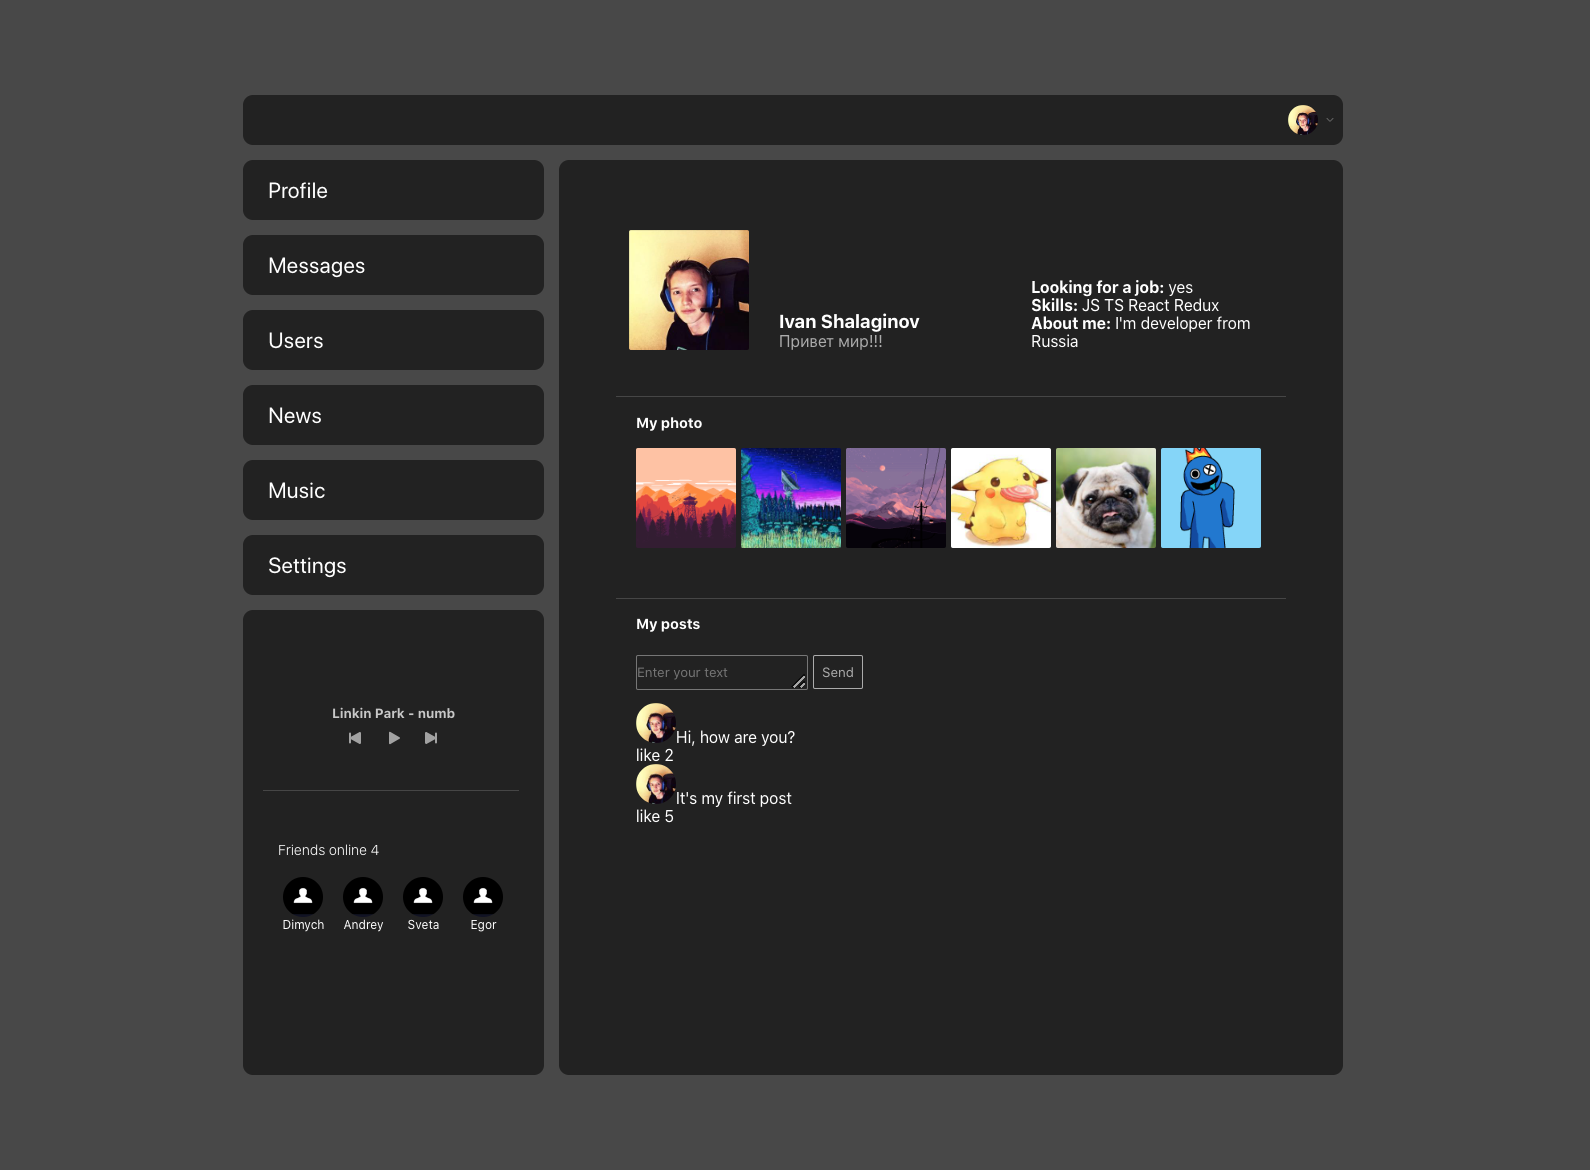 Profile
Messages
Users
News
Music
Settings
Linkin Park - numb
Friends online 4
Dimych
Andrey
Sveta
Egor
Ivan Shalaginov
Привет мир!!!
Looking for a job: yes
Skills: JS TS React Redux
About me: I'm developer from
Russia
My photo
My posts
Enter your text
Send
Hi, how are you?
like 2
It's my first post
like 5